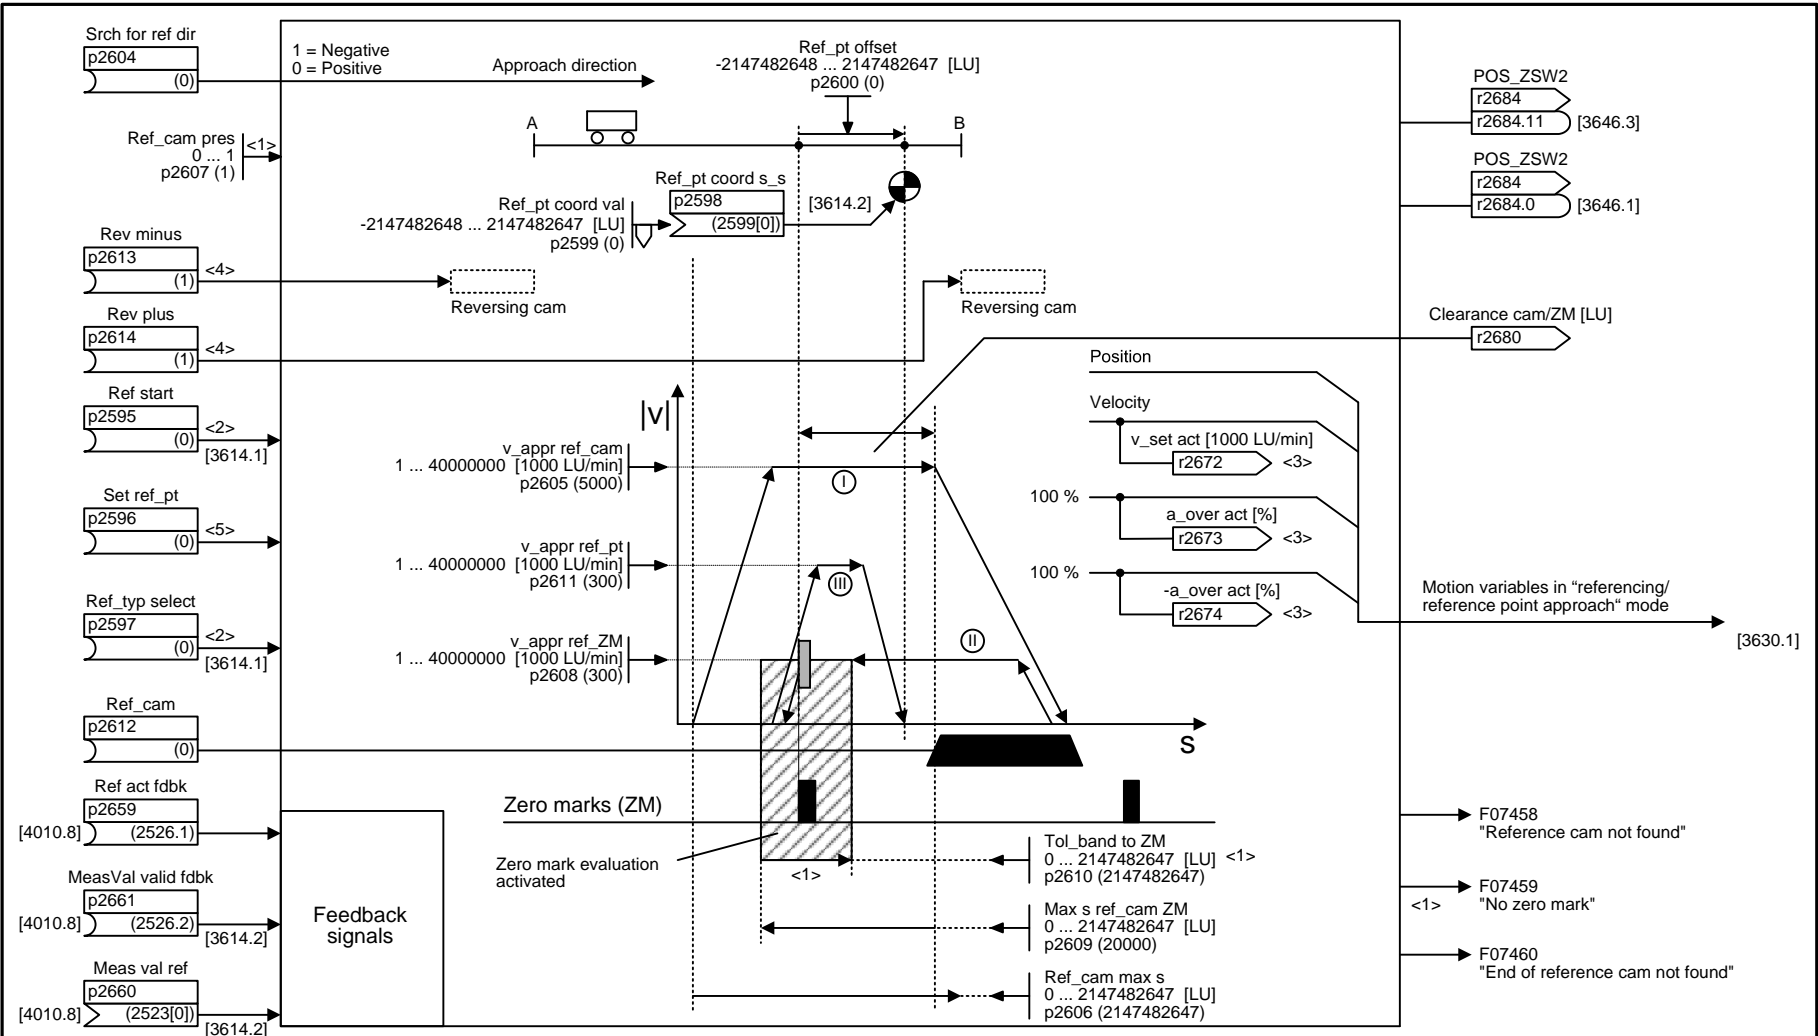 Srch for ref dir
p2604
(0)
1 = Negative
0 = Positive
Approach direction
Ref_pt offset
-2147482648 ... 2147482647 [LU]
p2600 (0)
POS_ZSW2
r2684
r2684.11
[3646.3]
Ref_cam pres
0 ... 1
p2607 (1)
<1>
A
B
POS_ZSW2
r2684
r2684.0
[3646.1]
Ref_pt coord s_s
p2598
(2599[0])
[3614.2]
Ref_pt coord val
-2147482648 ... 2147482647 [LU]
p2599 (0)
Rev minus
p2613
(1)
<4>
Reversing cam
Reversing cam
Rev plus
p2614
(1)
<4>
Clearance cam/ZM [LU]
r2680
Position
Velocity
v_set act [1000 LU/min]
r2672
<3>
100 %
a_over act [%]
r2673
<3>
100 %
-a_over act [%]
r2674
<3>
Motion variables in “referencing/
reference point approach“ mode
[3630.1]
Ref start
p2595
(0)
<2>
[3614.1]
|v|
v_appr ref_cam
1 ... 40000000 [1000 LU/min]
p2605 (5000)
I
Set ref_pt
p2596
(0)
<5>
v_appr ref_pt
1 ... 40000000 [1000 LU/min]
p2611 (300)
III
Ref_typ select
p2597
(0)
<2>
[3614.1]
v_appr ref_ZM
1 ... 40000000 [1000 LU/min]
p2608 (300)
II
s
Ref_cam
p2612
(0)
Ref act fdbk
p2659
[4010.8]
(2526.1)
MeasVal valid fdbk
p2661
[4010.8]
(2526.2)
[3614.2]
Meas val ref
p2660
[4010.8]
(2523[0])
[3614.2]
Feedback
signals
Zero marks (ZM)
Zero mark evaluation
activated
<1>
Tol_band to ZM
0 ... 2147482647 [LU]
<1>
p2610 (2147482647)
Max s ref_cam ZM
0 ... 2147482647 [LU]
p2609 (20000)
Ref_cam max s
0 ... 2147482647 [LU]
p2606 (2147482647)
F07458
"Reference cam not found"
F07459
"No zero mark"
<1>
F07460
"End of reference cam not found"